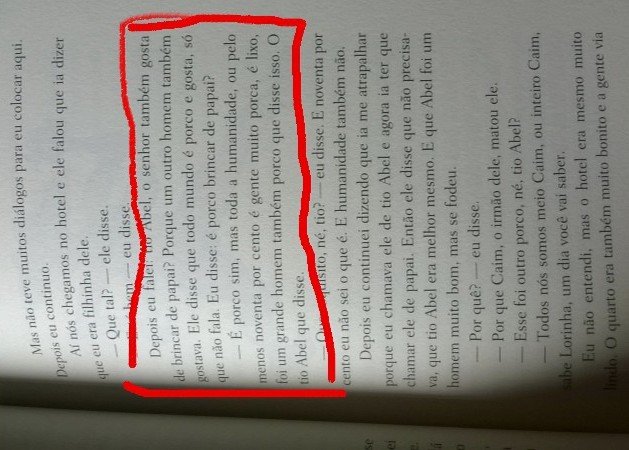 Mas não teve muitos diálogos para eu colocar aqui.
Depois eu continuo.
Aí nós chegamos no hotel e ele falou que ia dizer
que eu era filhinha dele.
— Que tal? — ele disse.
bom — eu disse.
Depois eu falei tio Abel, o senhor também gosta
de brincar de papai? Porque um outro homem também
gostava. Ele disse que todo mundo é porco e gosta, só
que não fala. Eu disse: é porco brincar de papai?
— É porco sim, mas toda a humanidade, ou pelo
menos noventa por cento é gente muito porca, é lixo,
foi um grande homem também porco que disse isso. O
tio Abel que disse.
né, tio? — eu disse. E noventa por
cento eu não sei o que é. E humanidade também não.
Depois eu continuei dizendo que ia me atrapalhar
porque eu chamava ele de tio Abel e agora ia ter que
chamar ele de papai. Então ele disse que não precisa-
va, que tio Abel era melhor mesmo. E que Abel foi um
homem muito bom, mas se fodeu.
— Por quê? — eu disse.
— Por que Caim, o irmão dele, matou ele.
— Esse foi outro porco, né, tio Abel?
— Todos nós somos meio Caim, ou inteiro Caim,
sabe Lorinha, um dia você vai saber.
Eu não entendi, mas o hotel era mesmo muito
lindo. O quarto era também muito bonito e a gente via